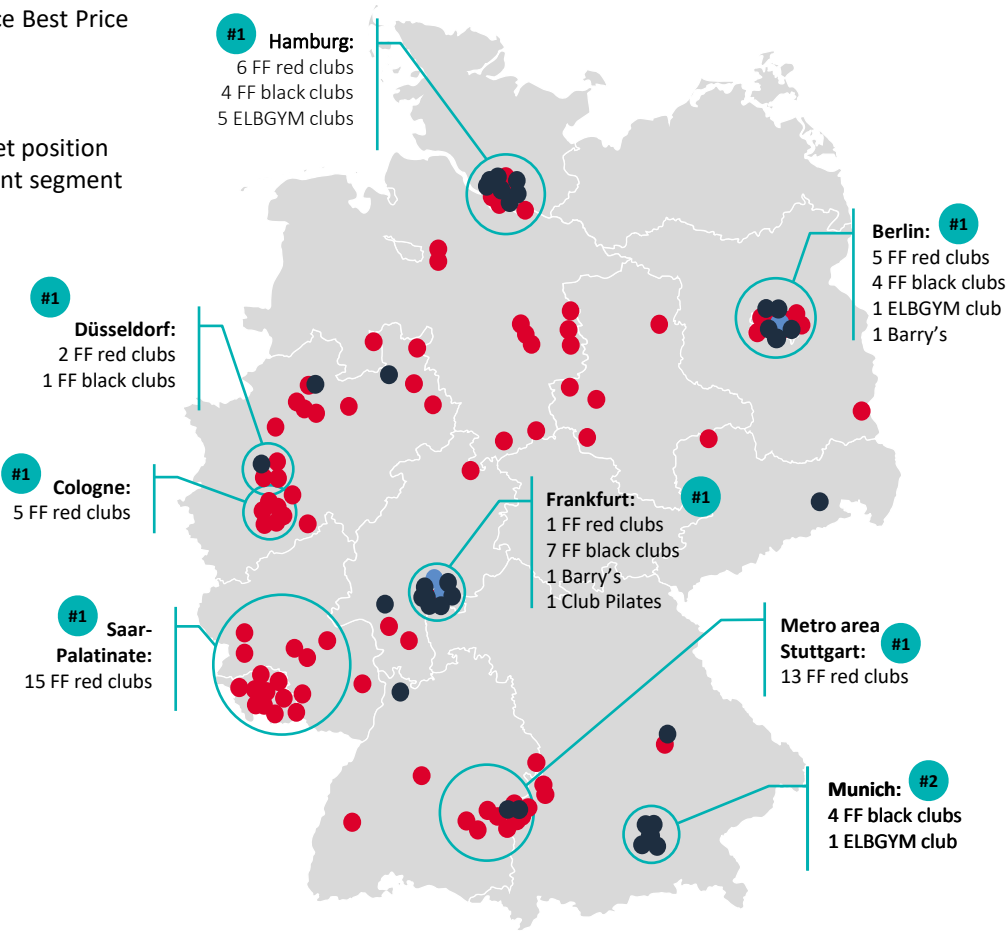 ce Best Price
et position
nt segment
#1
Hamburg:
6 FF red clubs
4 FF black clubs
5 ELBGYM clubs
Berlin:
#1
5 FF red clubs
4 FF black clubs
1 ELBGYM club
1 Barry's
#1
Düsseldorf:
2 FF red clubs
1 FF black clubs
#1
Cologne:
5 FF red clubs
Frankfurt:
#1
1 FF red clubs
7 FF black clubs
1 Barry's
1 Club Pilates
#1
Saar-
Palatinate:
15 FF red clubs
Metro area
Stuttgart:
#1
13 FF red clubs
Munich:
#2
4 FF black clubs
1 ELBGYM club